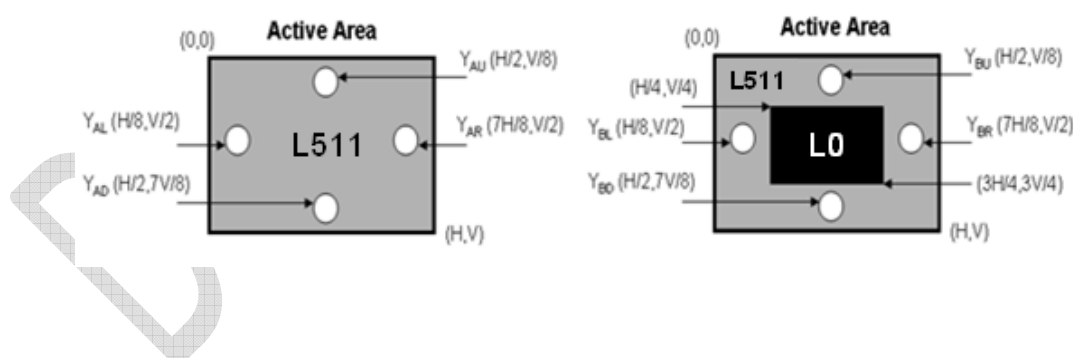 Active Area
(0,0)
Y_AU (H/2,V/8)
Y_AL (H/8,V/2)
L511
Y_AR (7H/8,V/2)
Y_AD (H/2,7V/8)
(H,V)
Active Area
(0,0)
Y_BU (H/2,V/8)
L511
(H/4,V/4)
Y_BL (H/8,V/2)
L0
Y_BR (7H/8,V/2)
Y_BD (H/2,7V/8)
(3H/4,3V/4)
(H,V)